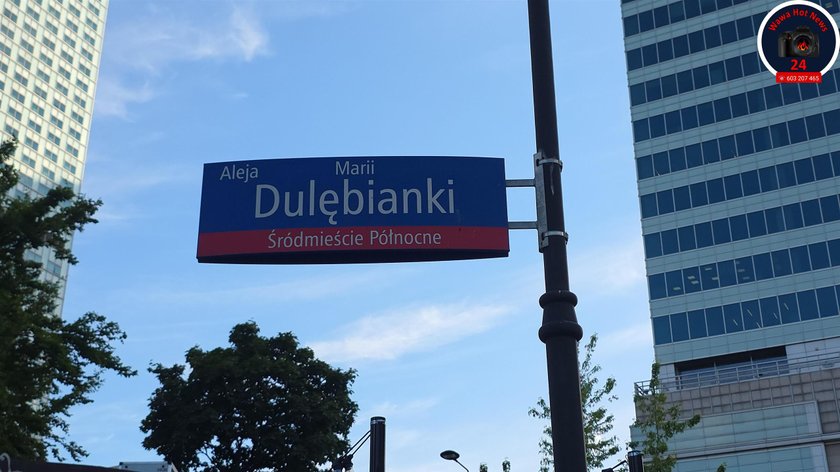 Wawa Hot News
24
☎ 603 207 465
Aleja Marii
Dulębianki
Śródmieście Północne